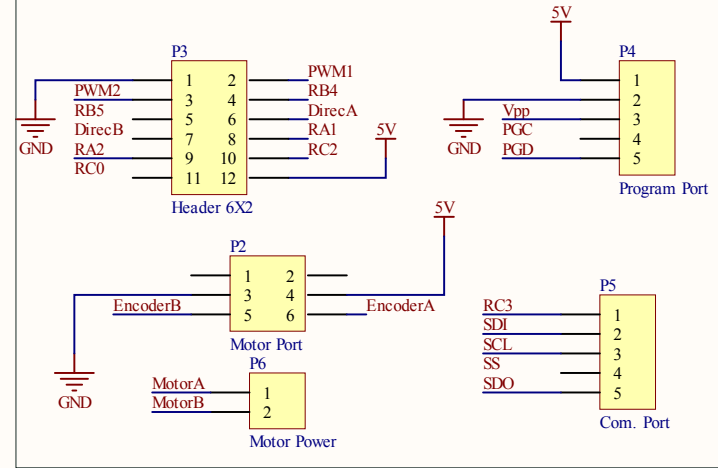 5V
P3
P4
1 2 PWM1
PWM2 3 4 RB4
RB5 5 6 DirecA
DirecB 7 8 RA1
RA2 9 10 RC2
RC0 11 12
5V
GND
Header 6X2
1
2
Vpp 3
PGC 4
PGD 5
GND
Program Port
5V
P2
1 2
3 4
EncoderB 5 6 EncoderA
Motor Port
GND
P6
MotorA 1
MotorB 2
Motor Power
P5
RC3 1
SDI 2
SCL 3
SS 4
SDO 5
Com. Port